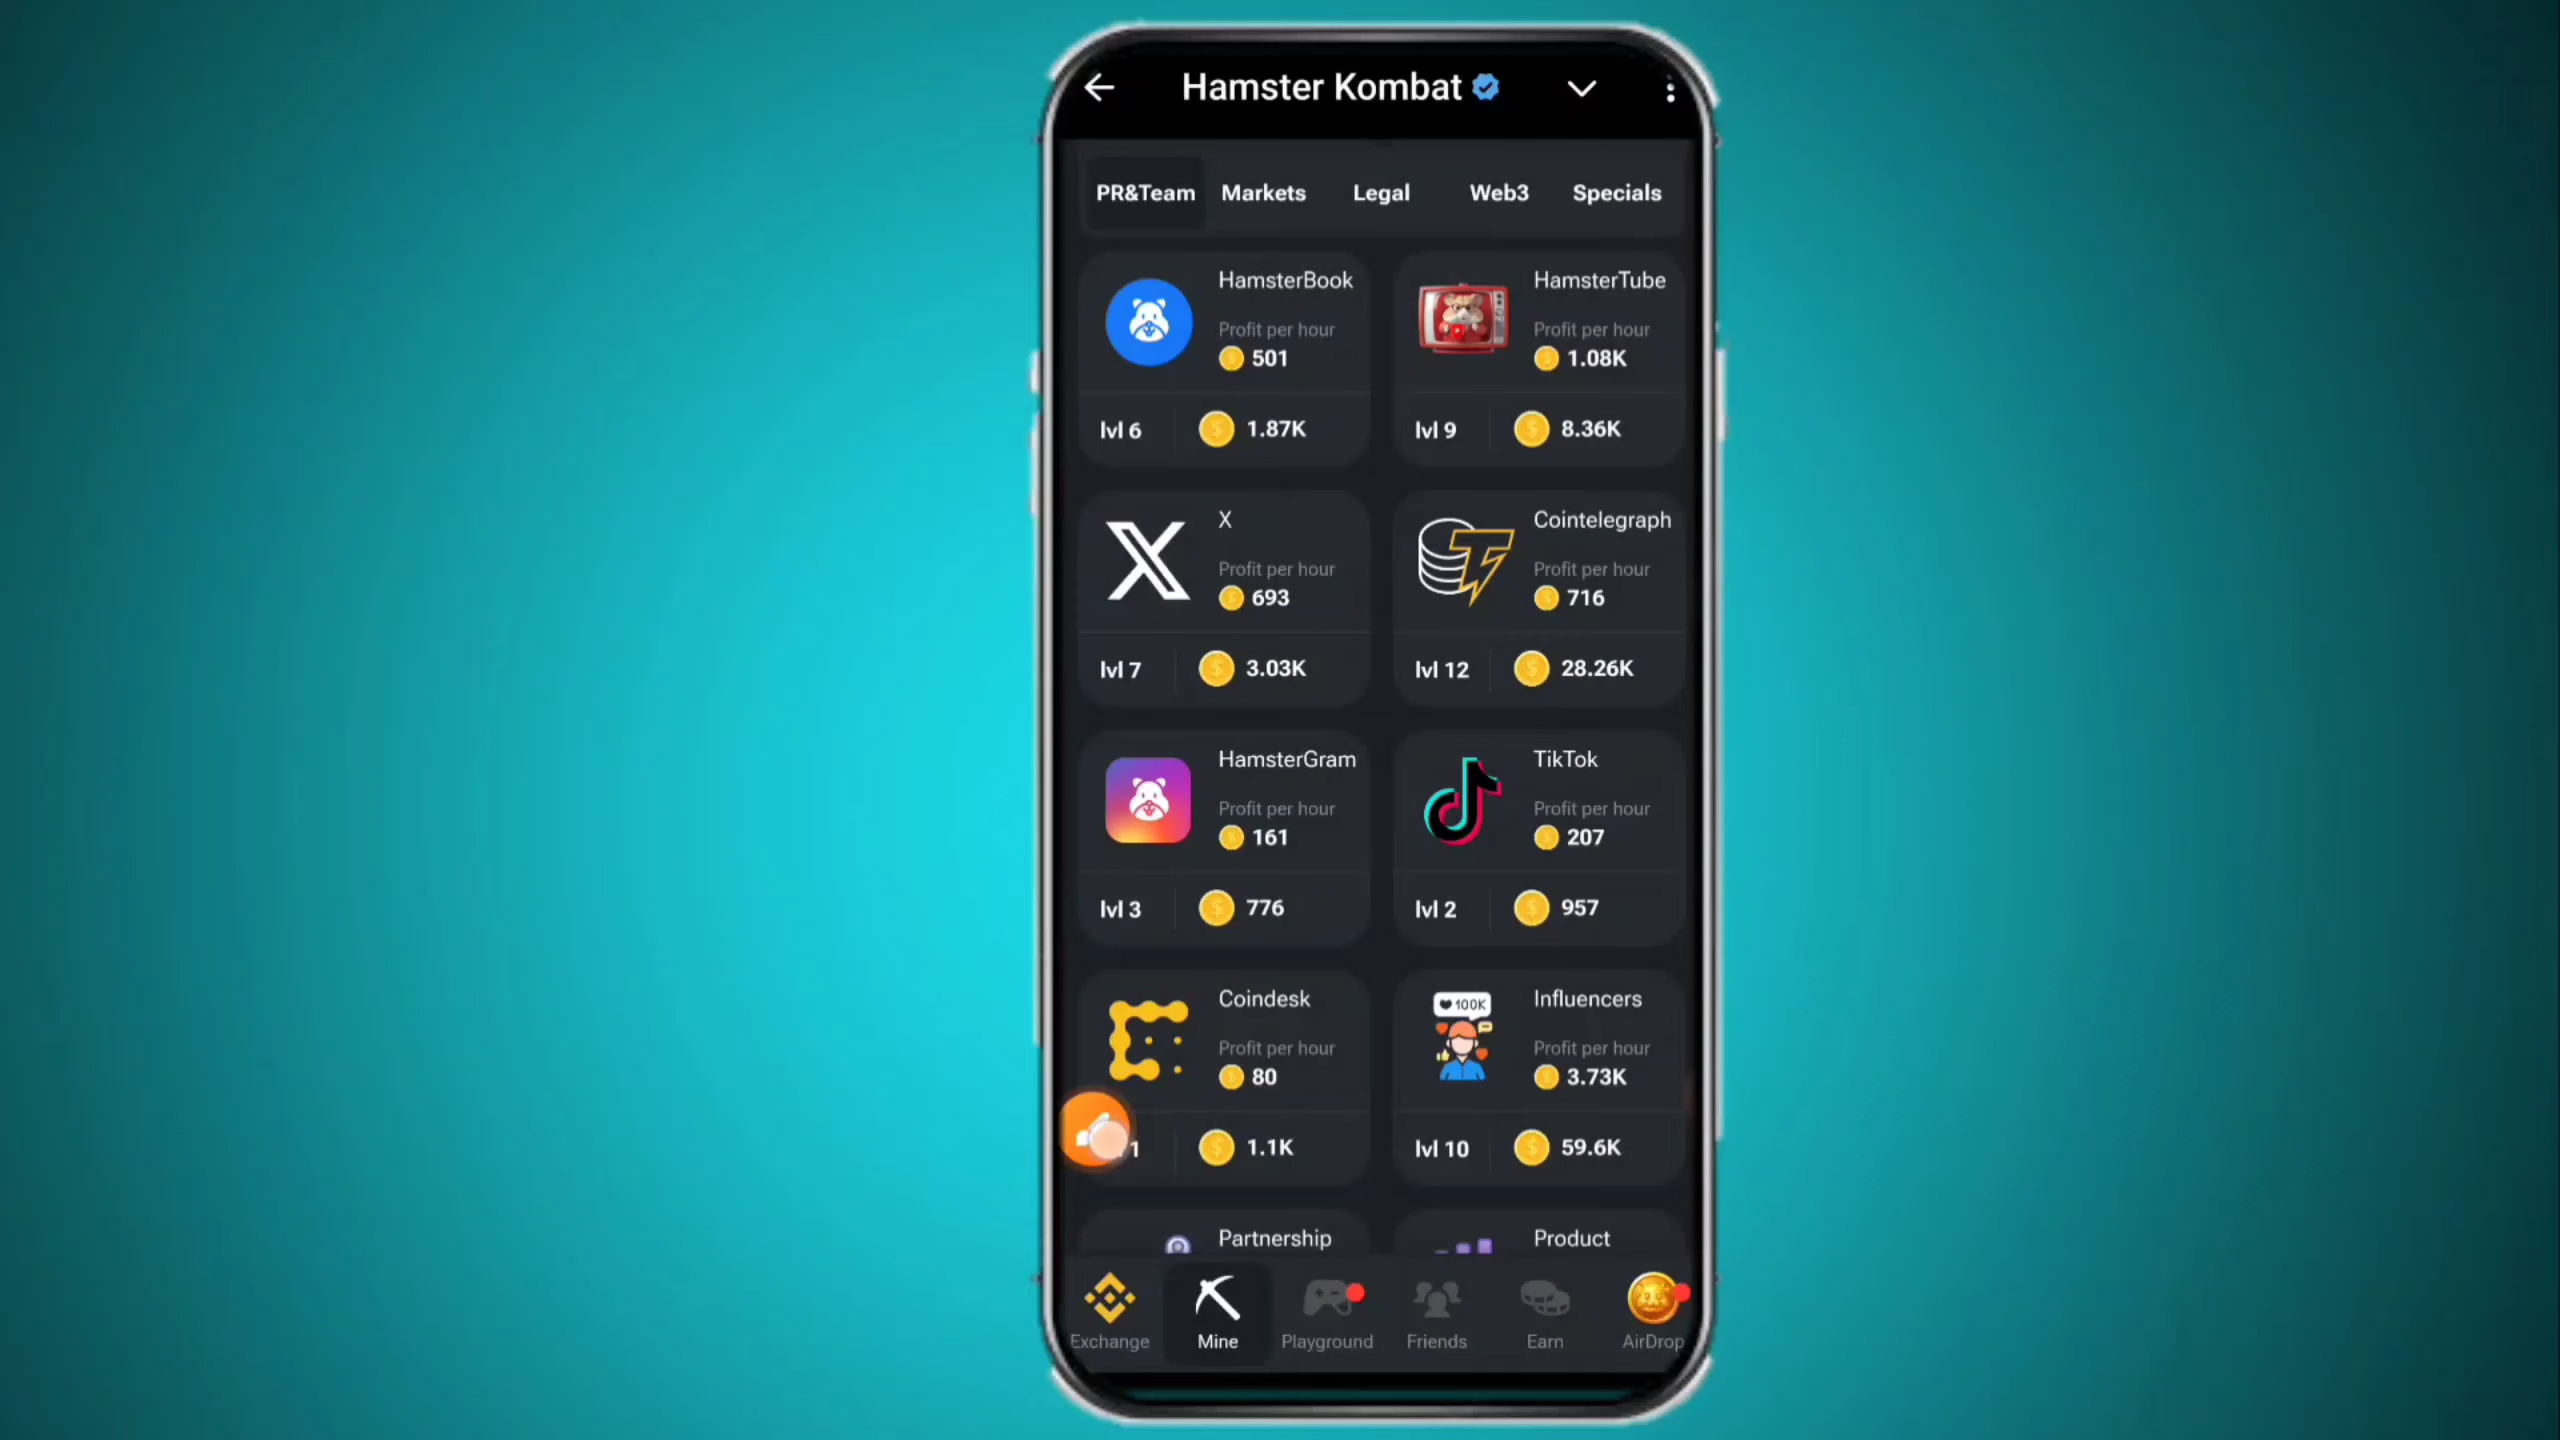 Hamster Kombat
PR&Team Markets Legal Web3 Specials
HamsterBook
Profit per hour
501
lvl 6 1.87K
HamsterTube
Profit per hour
1.08K
lvl 9 8.36K
X
Profit per hour
693
lvl 7 3.03K
Cointelegraph
Profit per hour
716
lvl 12 28.26K
HamsterGram
Profit per hour
161
lvl 3 776
TikTok
Profit per hour
207
lvl 2 957
Coindesk
Profit per hour
80
1 1.1K
100K
Influencers
Profit per hour
3.73K
lvl 10 59.6K
Partnership
Product
Exchange Mine Playground Friends Earn AirDrop